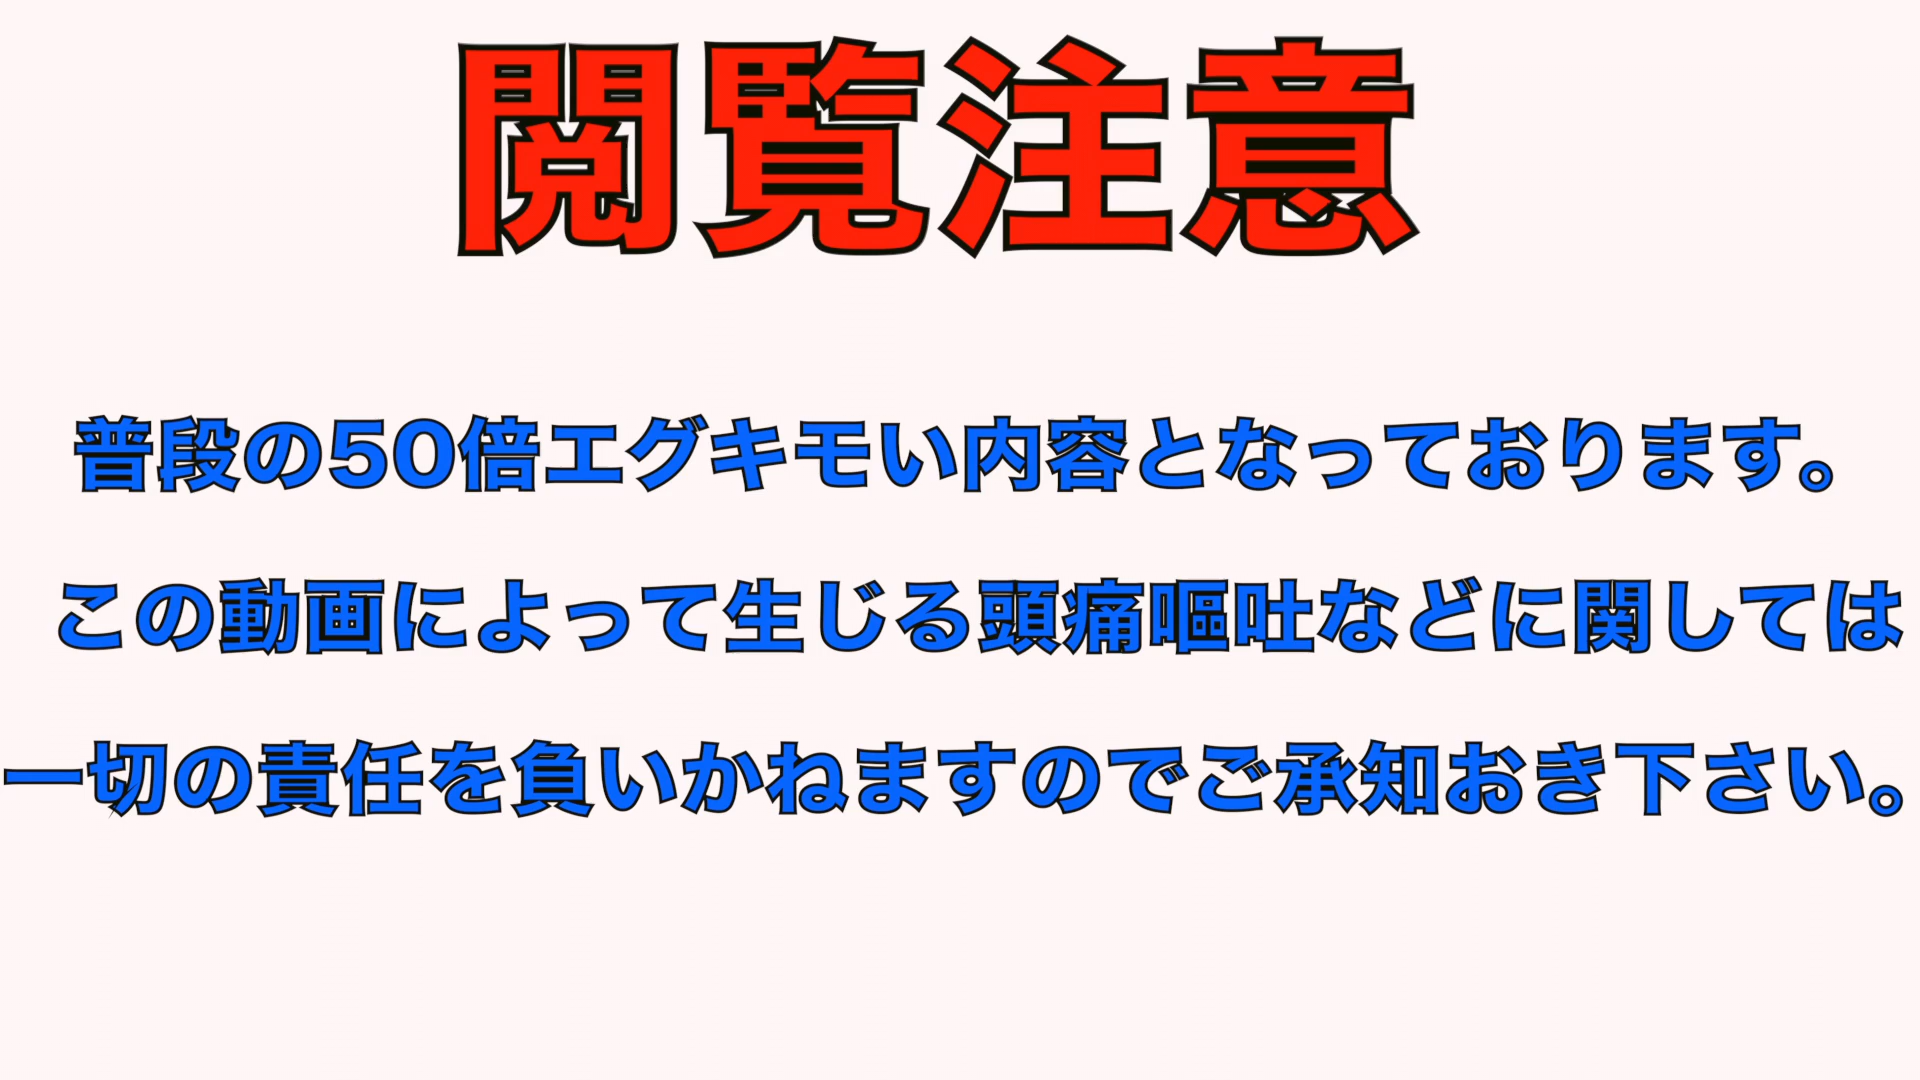 閲覧注意
普段の50倍エグキモい内容となっております。
この動画によって生じる頭痛嘔吐などに関しては
一切の責任を負いかねますのでご承知おき下さい。